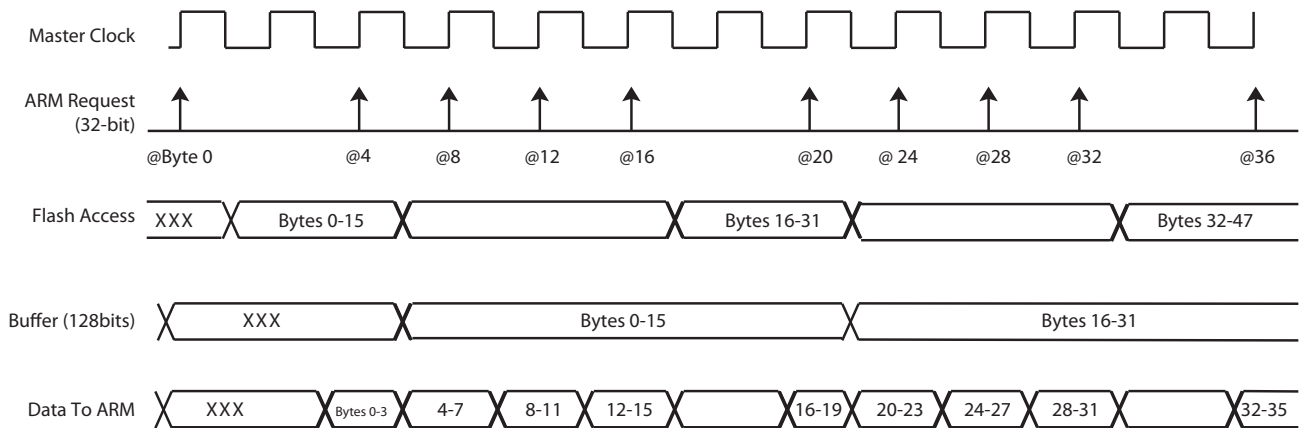 Master Clock
ARM Request
(32-bit)
@Byte 0 @4 @8 @12 @16 @20 @ 24 @28 @32 @36
Flash Access XXX Bytes 0-15 Bytes 16-31 Bytes 32-47
Buffer (128bits) XXX Bytes 0-15 Bytes 16-31
Data To ARM XXX Bytes 0-3 4-7 8-11 12-15 16-19 20-23 24-27 28-31 32-35